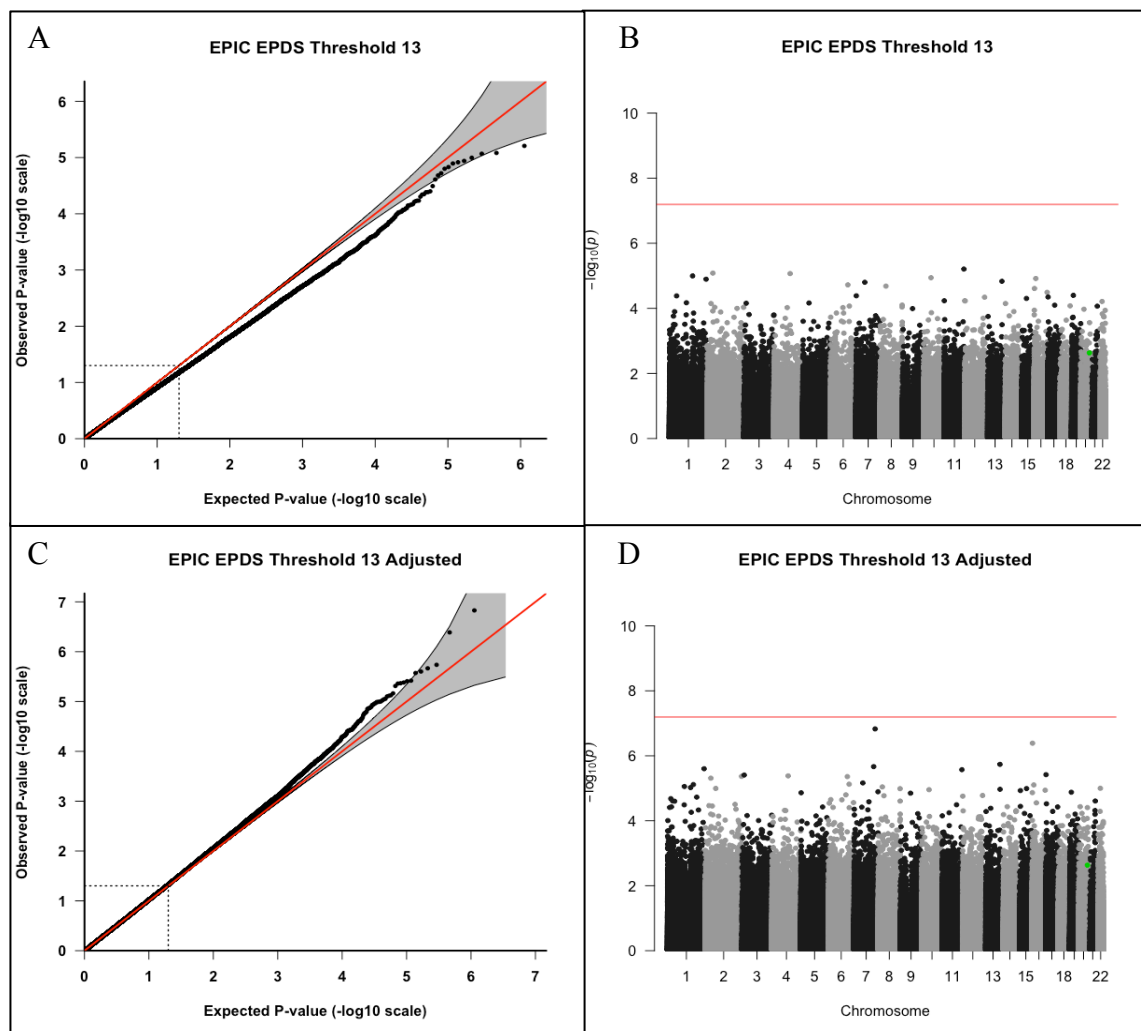 A
EPIC EPDS Threshold 13
Observed P-value (-log10 scale)
6
5
4
3
2
1
0
0 1 2 3 4 5 6
Expected P-value (-log10 scale)
B
EPIC EPDS Threshold 13
−log10(p)
10
8
6
4
2
0
1 2 3 4 5 6 7 8 9 11 13 15 18 22
Chromosome
C
EPIC EPDS Threshold 13 Adjusted
Observed P-value (-log10 scale)
7
6
5
4
3
2
1
0
0 1 2 3 4 5 6 7
Expected P-value (-log10 scale)
D
EPIC EPDS Threshold 13 Adjusted
−log10(p)
10
8
6
4
2
0
1 2 3 4 5 6 7 8 9 11 13 15 18 22
Chromosome